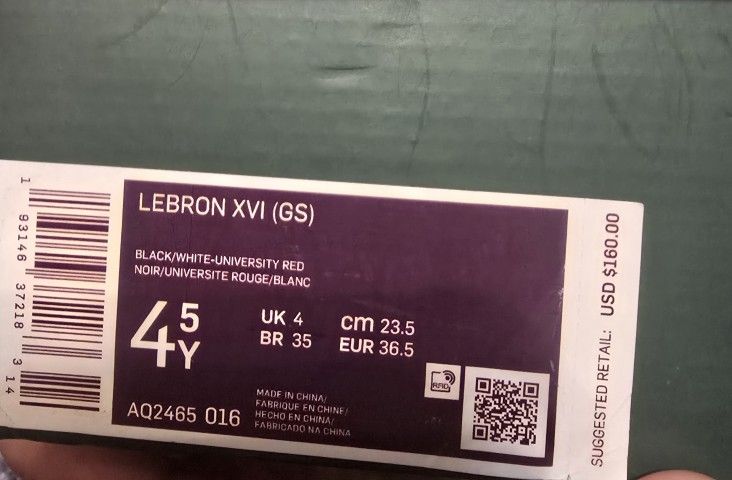 LEBRON XVI (GS)
BLACK/WHITE-UNIVERSITY RED
NOIR/UNIVERSITE ROUGE/BLANC
4 5 Y
UK 4
BR 35
cm 23.5
EUR 36.5
AQ2465 016
MADE IN CHINA/
FABRIQUE EN CHINE/
HECHO EN CHINA/
FABRICADO NA CHINA
RFID
SUGGESTED RETAIL: USD $160.00
1 93146 37218 3 14